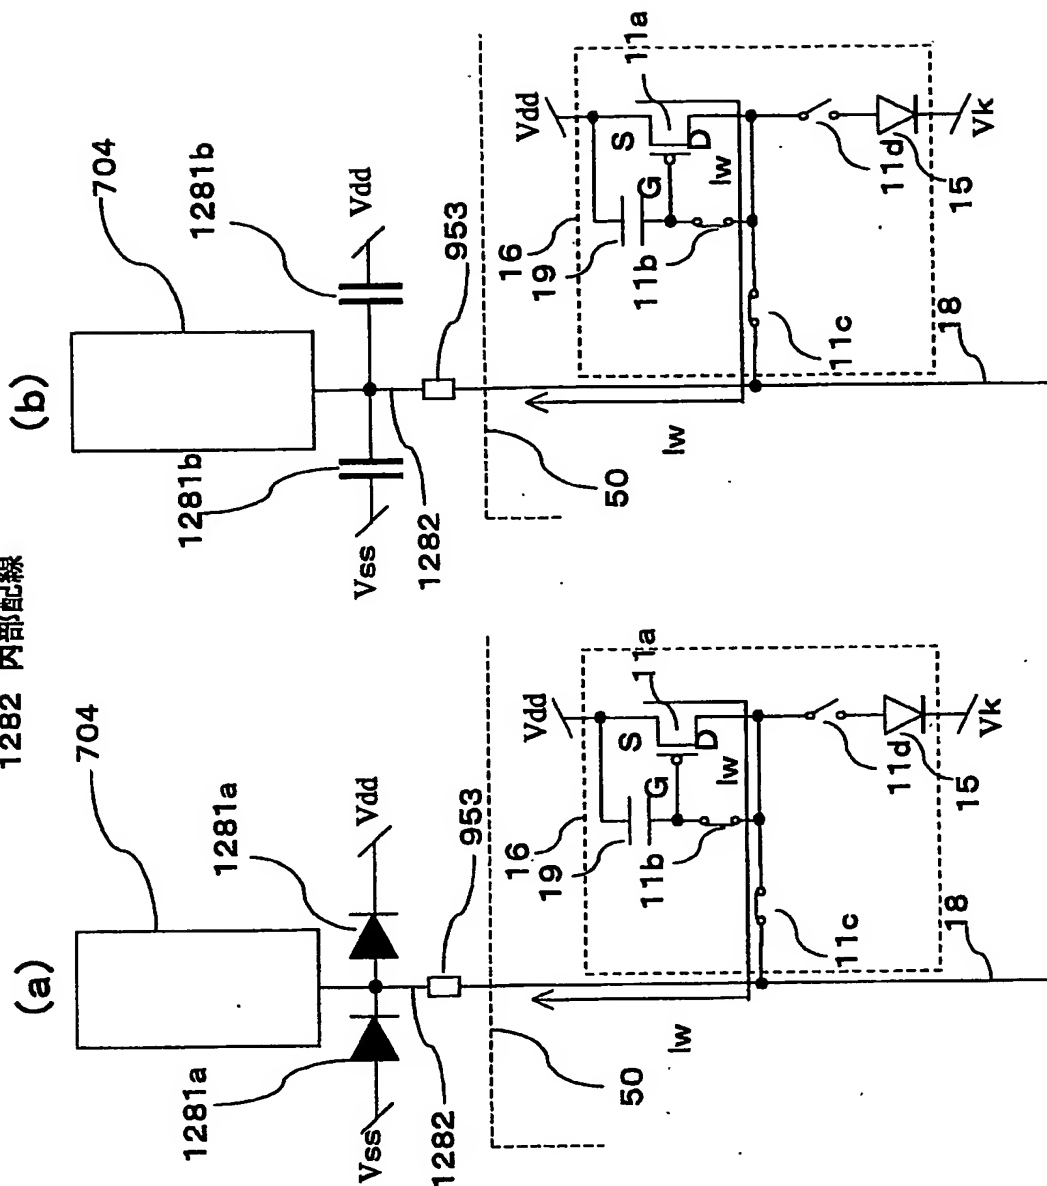 1282 内部配線
(a)
704
1281a
1281a
Vdd
Vss
1282
953
50
Iw
18
11c
16
19
11b
Vdd
S
G
D
Iw
11a
11d
15
Vk
(b)
704
1281b
1281b
Vdd
Vss
1282
953
50
Iw
18
11c
16
19
11b
Vdd
S
G
D
Iw
11a
11d
15
Vk